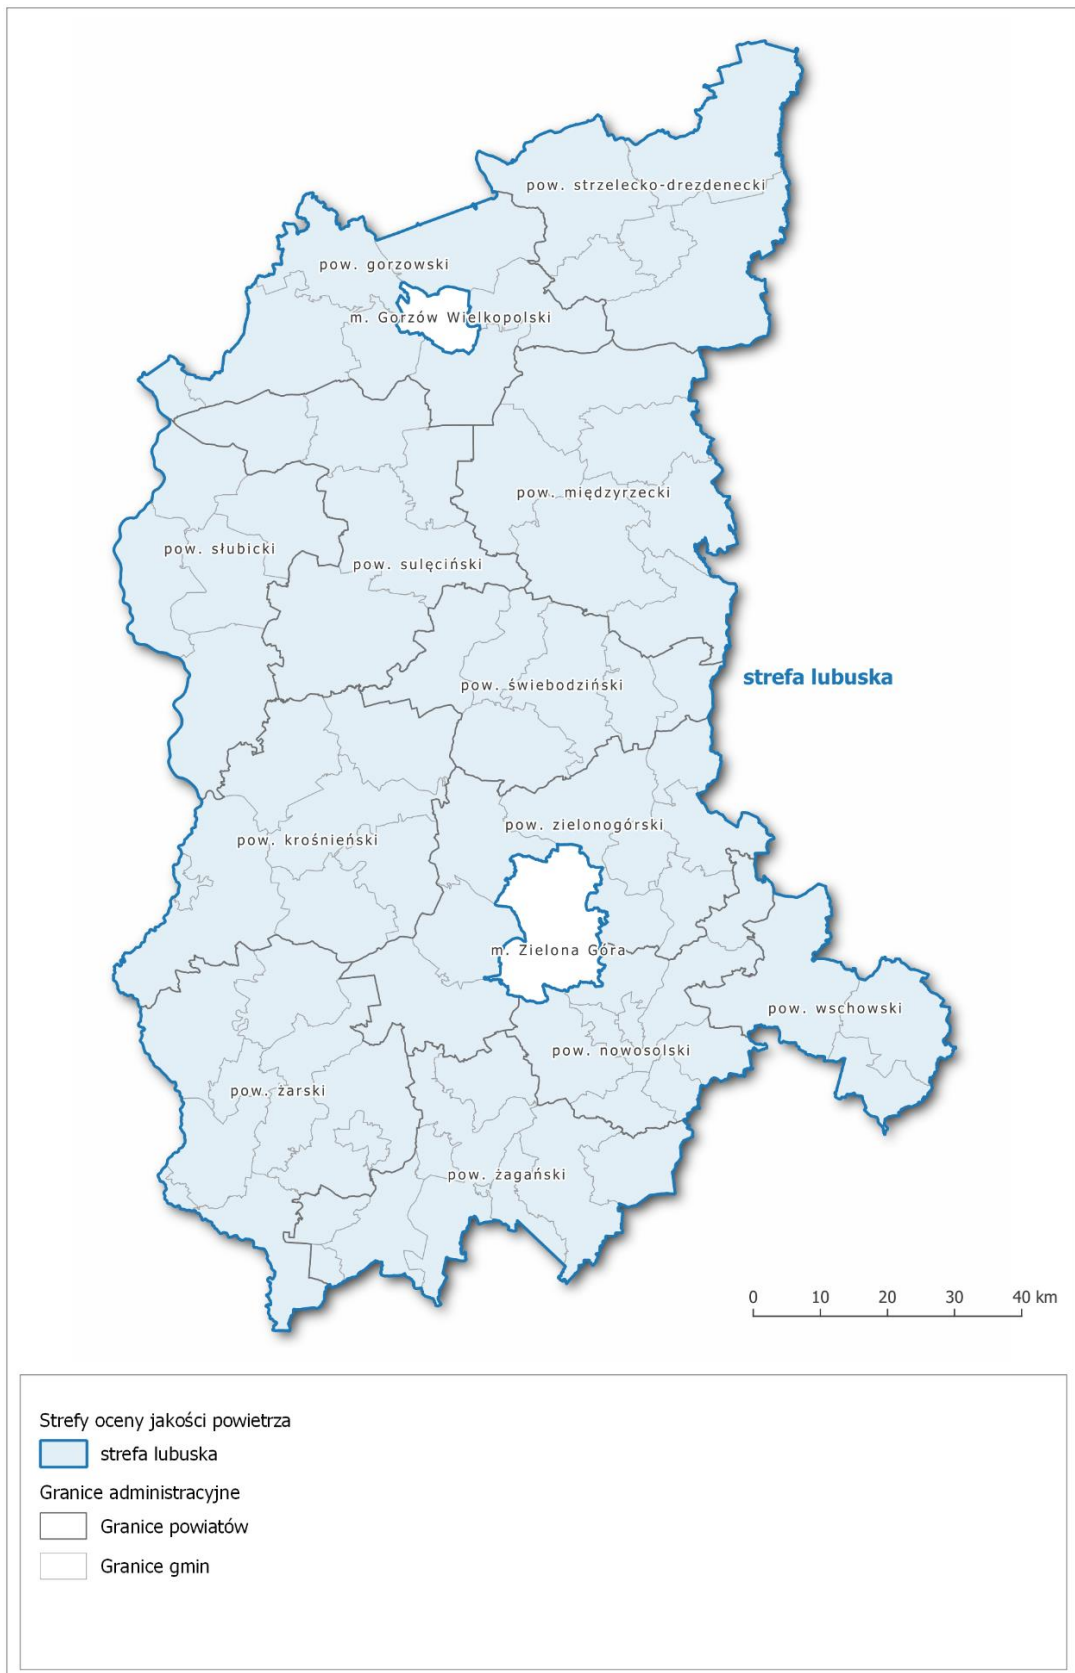 pow. strzelecko-drezdenecki
pow. gorzowski
m. Gorzów Wielkopolski
pow. międzyrzecki
pow. słubicki
pow. sulęciński
strefa lubuska
pow. świebodziński
pow. zielonogórski
pow. krośnieński
m. Zielona Góra
pow. wschowski
pow. nowosolski
pow. żarski
pow. żagański
0 10 20 30 40 km
Strefy oceny jakości powietrza
strefa lubuska
Granice administracyjne
Granice powiatów
Granice gmin